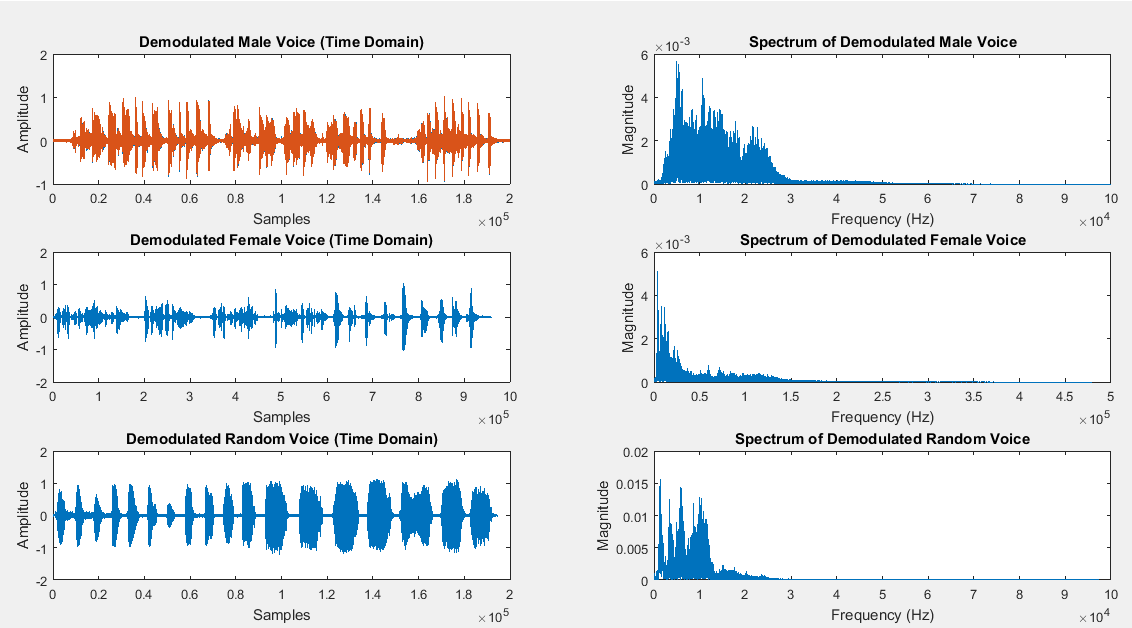 Demodulated Male Voice (Time Domain)
2
1
0
-1
Amplitude
0 0.2 0.4 0.6 0.8 1 1.2 1.4 1.6 1.8 2
Samples
×10^5
Spectrum of Demodulated Male Voice
×10^-3
6
4
2
0
Magnitude
0 1 2 3 4 5 6 7 8 9 10
Frequency (Hz)
×10^4
Demodulated Female Voice (Time Domain)
2
1
0
-1
-2
Amplitude
0 1 2 3 4 5 6 7 8 9 10
Samples
×10^5
Spectrum of Demodulated Female Voice
×10^-3
6
4
2
0
Magnitude
0 0.5 1 1.5 2 2.5 3 3.5 4 4.5 5
Frequency (Hz)
×10^5
Demodulated Random Voice (Time Domain)
2
1
0
-1
-2
Amplitude
0 0.2 0.4 0.6 0.8 1 1.2 1.4 1.6 1.8 2
Samples
×10^5
Spectrum of Demodulated Random Voice
0.02
0.015
0.01
0.005
0
Magnitude
0 1 2 3 4 5 6 7 8 9 10
Frequency (Hz)
×10^4